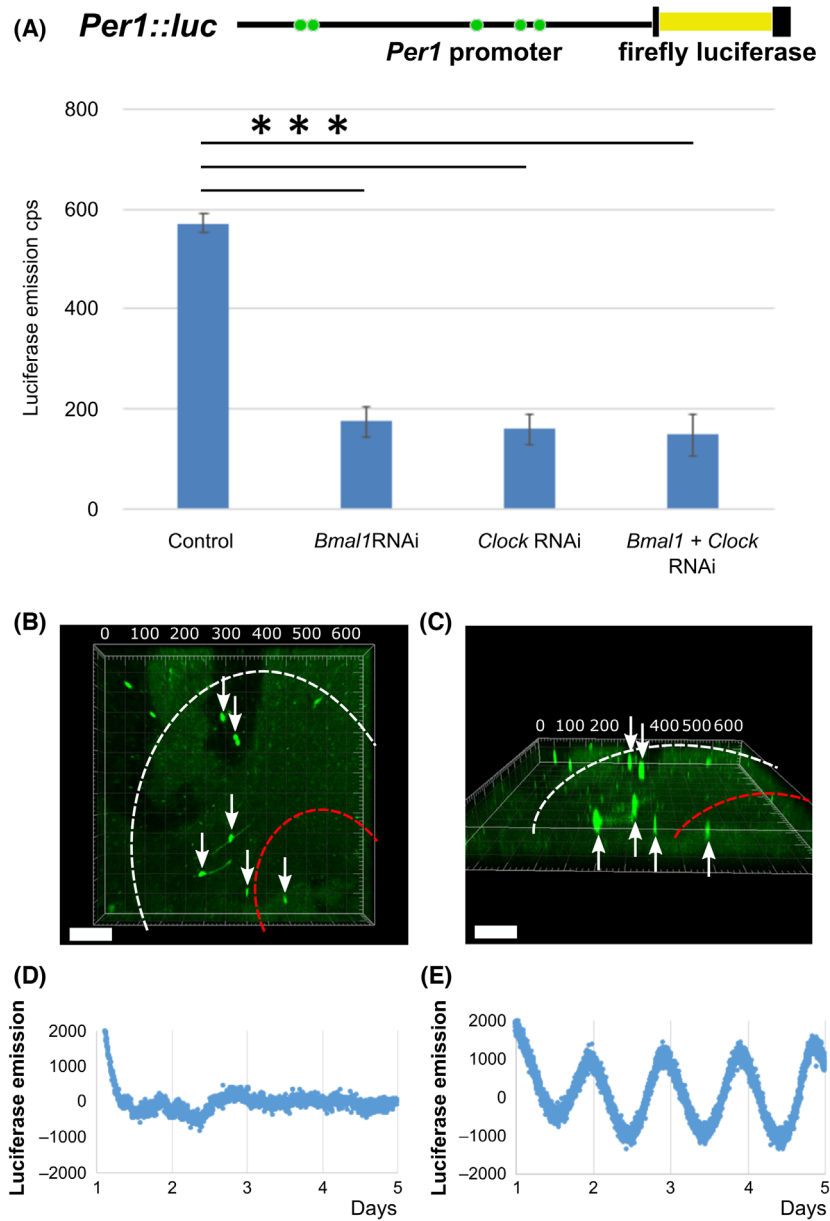 (A) Per1::luc
Per1 promoter firefly luciferase
Luciferase emission cps
800
* * *
600
400
200
0
Control Bmal1RNAi Clock RNAi Bmal1 + Clock
RNAi
(B)
0 100 200 300 400 500 600
(C)
0 100 200 400 500 600
(D)
Luciferase emission
2000
1000
0
–1000
–2000
1 2 3 4 5
Days
(E)
Luciferase emission
2000
1000
0
–1000
–2000
1 2 3 4 5
Days